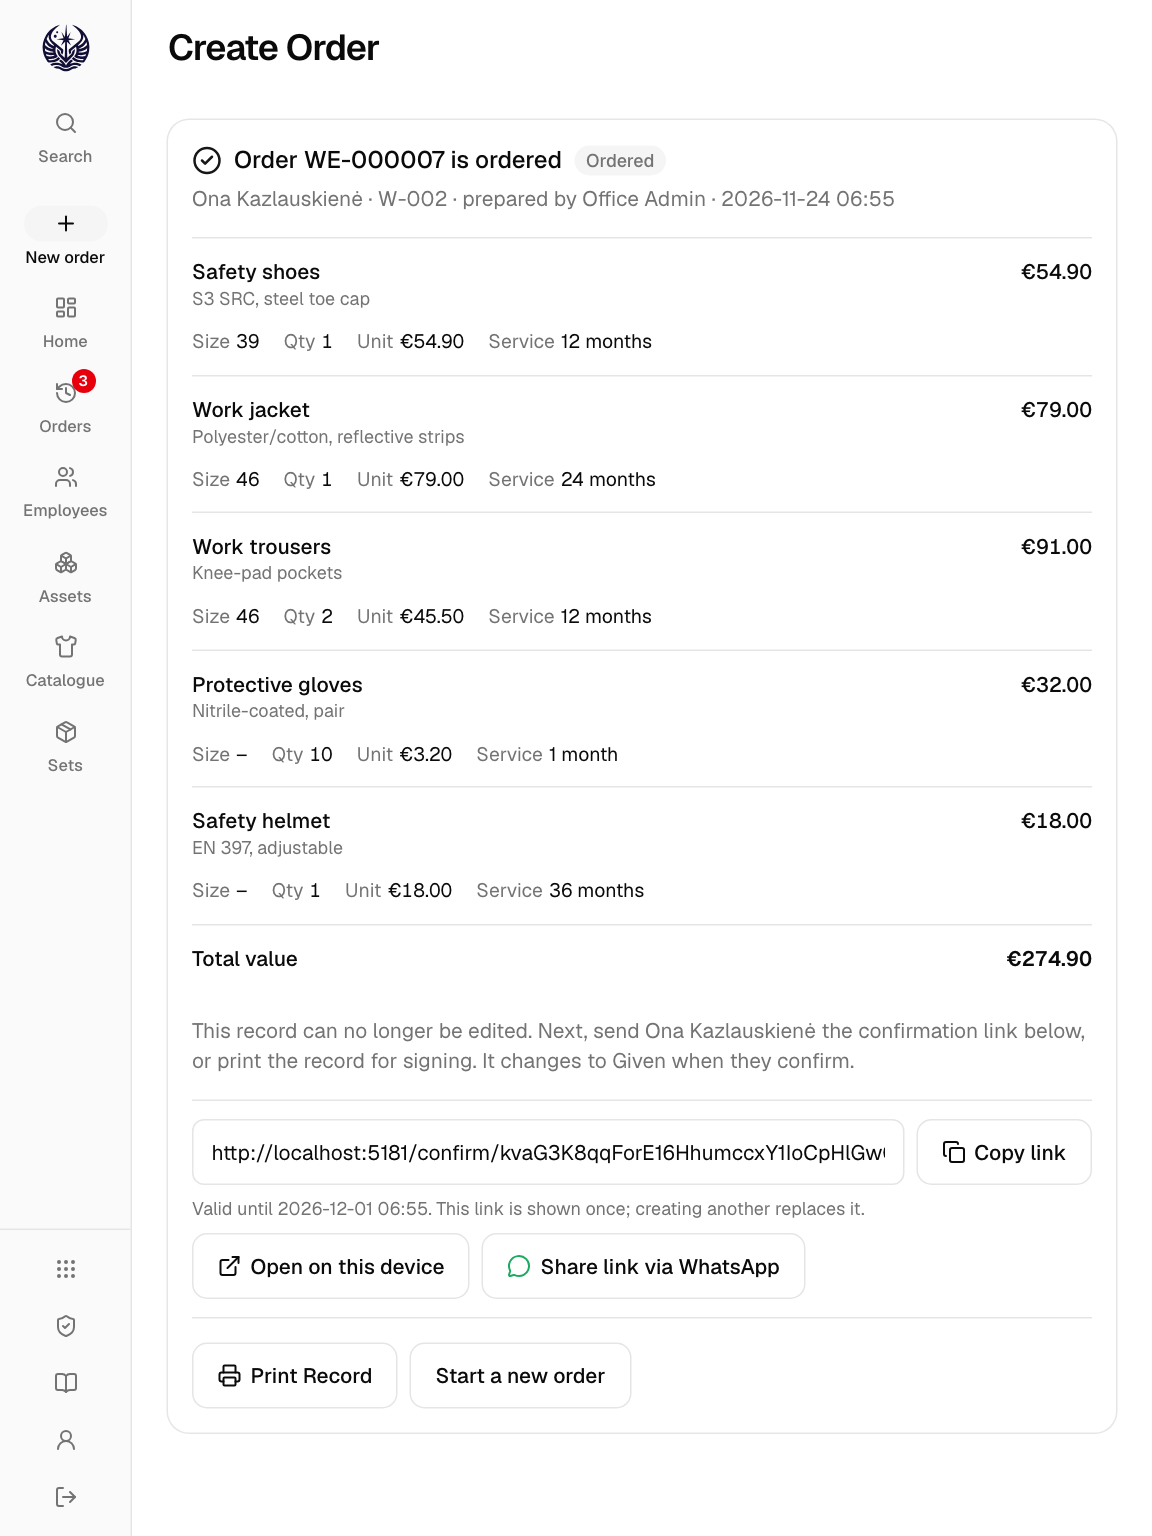 Create Order
Search
New order
Home
3
Orders
Employees
Assets
Catalogue
Sets
Order WE-000007 is ordered
Ordered
Ona Kazlauskienė · W-002 · prepared by Office Admin · 2026-11-24 06:55
Safety shoes €54.90
S3 SRC, steel toe cap
Size 39 Qty 1 Unit €54.90 Service 12 months
Work jacket €79.00
Polyester/cotton, reflective strips
Size 46 Qty 1 Unit €79.00 Service 24 months
Work trousers €91.00
Knee-pad pockets
Size 46 Qty 2 Unit €45.50 Service 12 months
Protective gloves €32.00
Nitrile-coated, pair
Size – Qty 10 Unit €3.20 Service 1 month
Safety helmet €18.00
EN 397, adjustable
Size – Qty 1 Unit €18.00 Service 36 months
Total value €274.90
This record can no longer be edited. Next, send Ona Kazlauskienė the confirmation link below,
or print the record for signing. It changes to Given when they confirm.
http://localhost:5181/confirm/kvaG3K8qqForE16HhumccxY1IoCpHlGw
Copy link
Valid until 2026-12-01 06:55. This link is shown once; creating another replaces it.
Open on this device
Share link via WhatsApp
Print Record
Start a new order